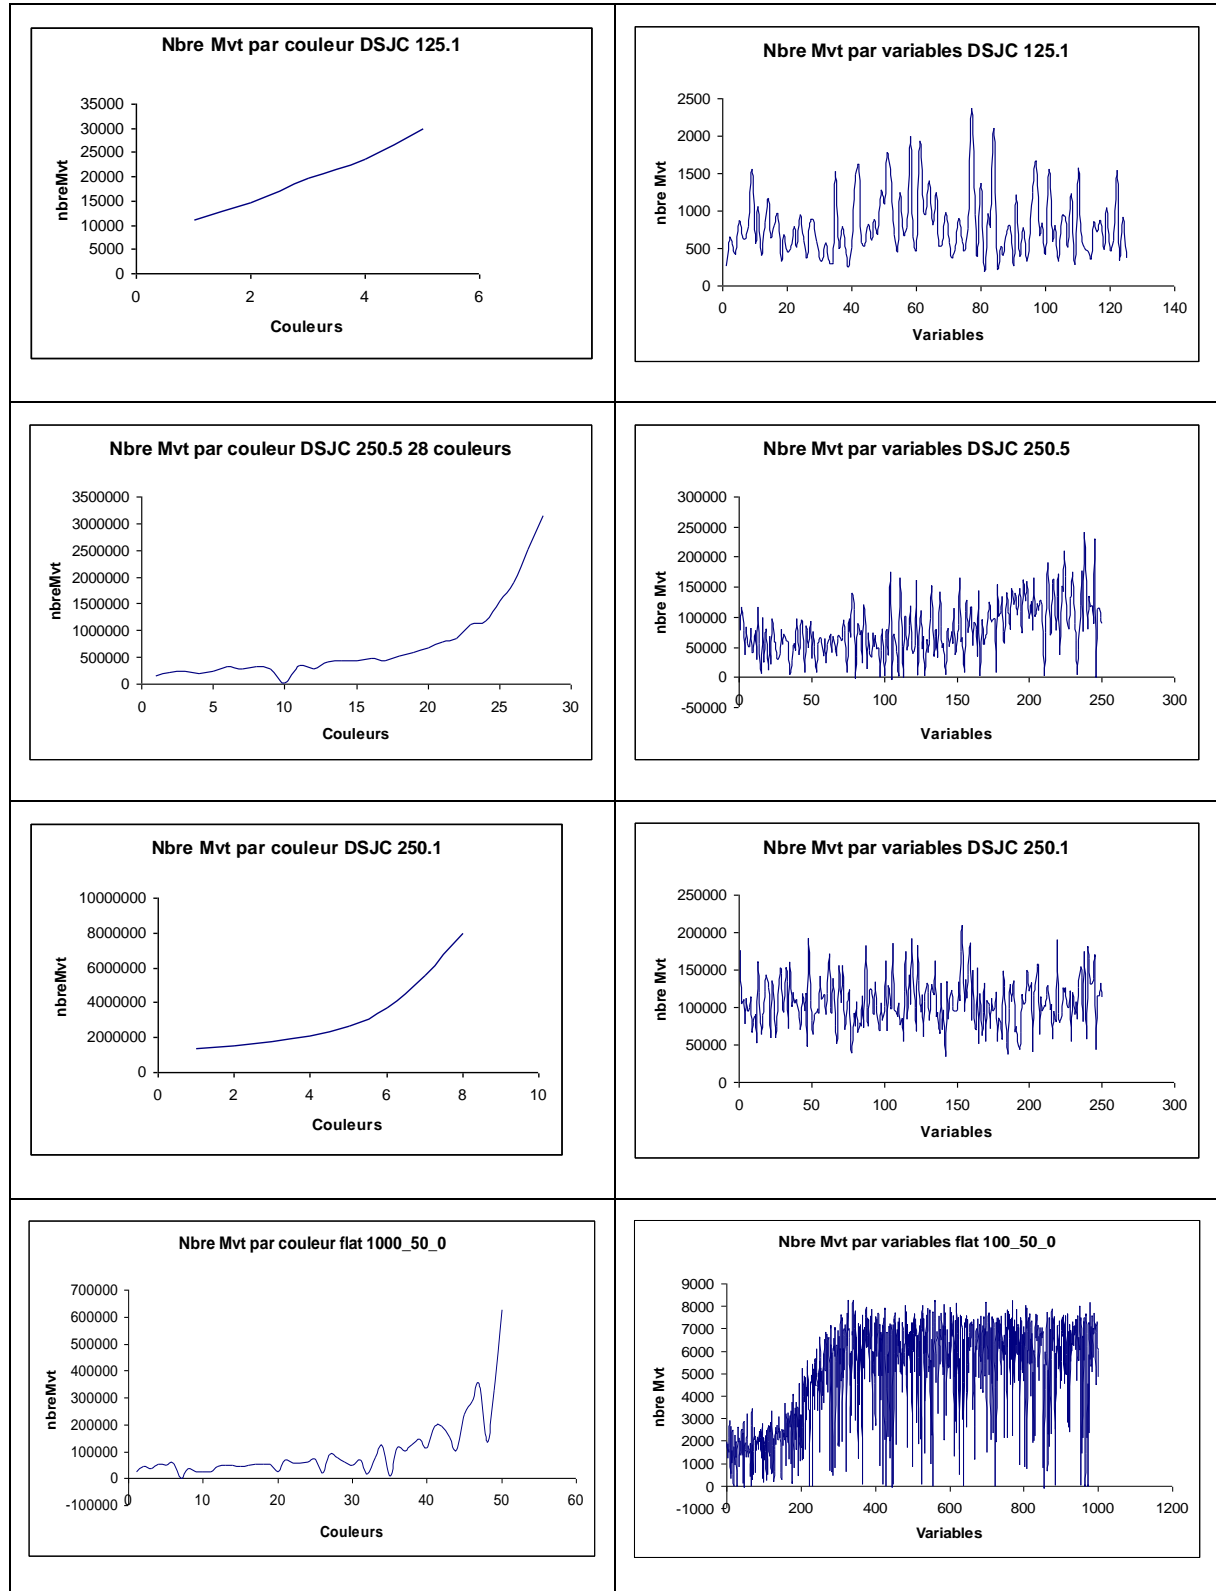 Nbre Mvt par couleur DSJC 125.1
35000
30000
25000
20000
15000
10000
5000
0
nbreMvt
0 2 4 6
Couleurs
Nbre Mvt par variables DSJC 125.1
2500
2000
1500
1000
500
0
nbre Mvt
0 20 40 60 80 100 120 140
Variables
Nbre Mvt par couleur DSJC 250.5 28 couleurs
3500000
3000000
2500000
2000000
1500000
1000000
500000
0
nbreMvt
0 5 10 15 20 25 30
Couleurs
Nbre Mvt par variables DSJC 250.5
300000
250000
200000
150000
100000
50000
0
-50000
nbre Mvt
0 50 100 150 200 250 300
Variables
Nbre Mvt par couleur DSJC 250.1
10000000
8000000
6000000
4000000
2000000
0
nbreMvt
0 2 4 6 8 10
Couleurs
Nbre Mvt par variables DSJC 250.1
250000
200000
150000
100000
50000
0
nbre Mvt
0 50 100 150 200 250 300
Variables
Nbre Mvt par couleur flat 1000_50_0
700000
600000
500000
400000
300000
200000
100000
0
-100000
nbreMvt
0 10 20 30 40 50 60
Couleurs
Nbre Mvt par variables flat 100_50_0
9000
8000
7000
6000
5000
4000
3000
2000
1000
0
-1000
nbre Mvt
0 200 400 600 800 1000 1200
Variables